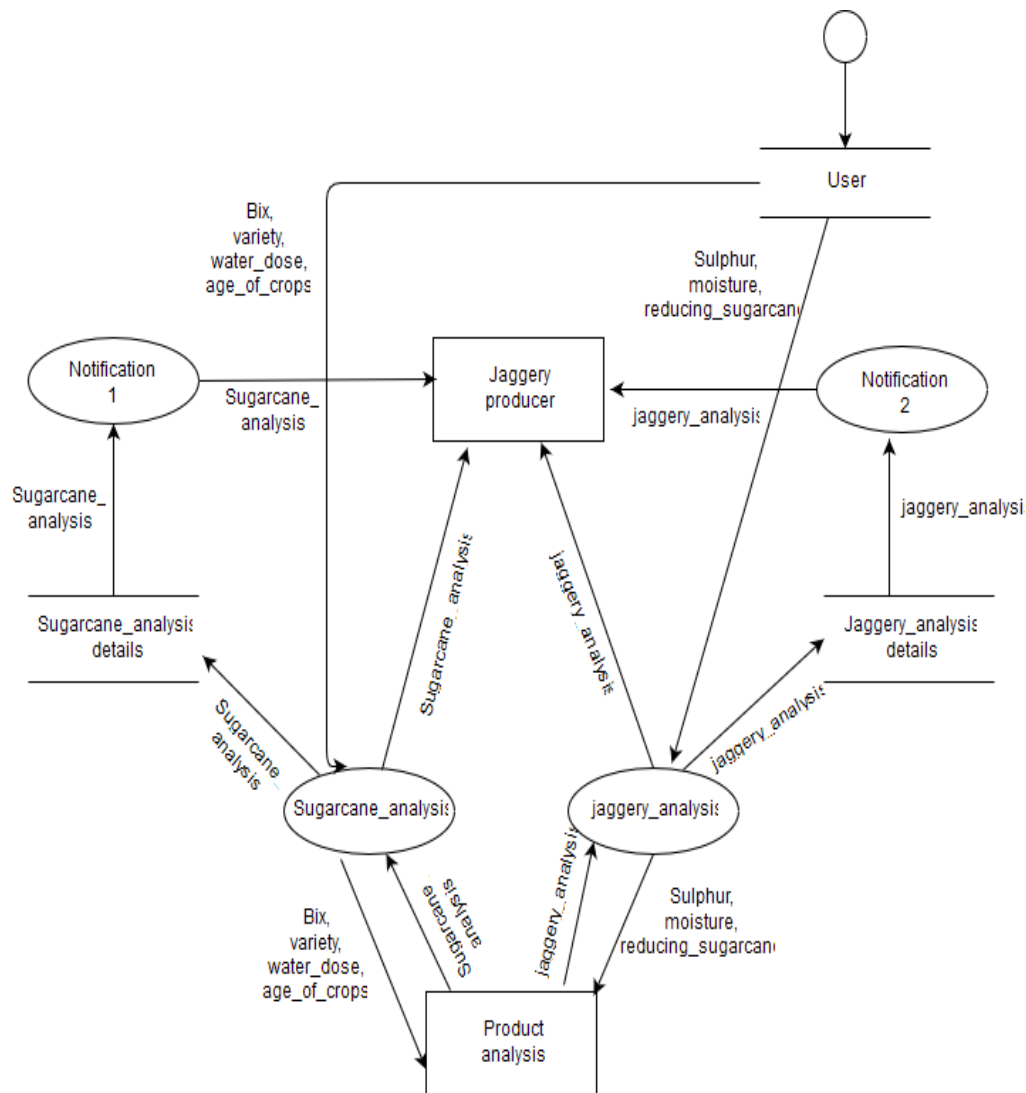 User
Bix,
variety,
water_dose,
age_of_crops
Sulphur,
moisture,
reducing_sugarcane
Notification
1
Sugarcane_
analysis
Jaggery
producer
jaggery_analysis
Notification
2
Sugarcane_
analysis
jaggery_analysis
Sugarcane_analysis
details
Sugarcane_analysis
jaggery_analysis
Jaggery_analysis
details
Sugarcane_
analysis
jaggery_analysis
Sugarcane_analysis
jaggery_analysis
Bix,
variety,
water_dose,
age_of_crops
Sugarcane
analysis
jaggery_analysis
Sulphur,
moisture,
reducing_sugarcane
Product
analysis